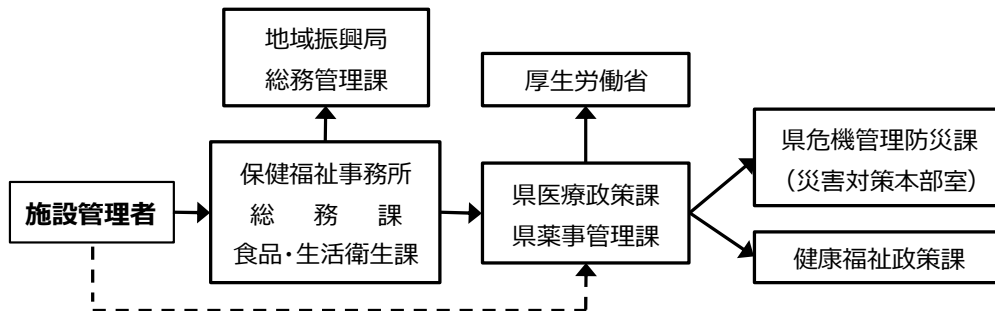 地域振興局
総務管理課
厚生労働省
県危機管理防災課
（災害対策本部室）
保健福祉事務所
総務課
食品・生活衛生課
県医療政策課
県薬事管理課
施設管理者
健康福祉政策課